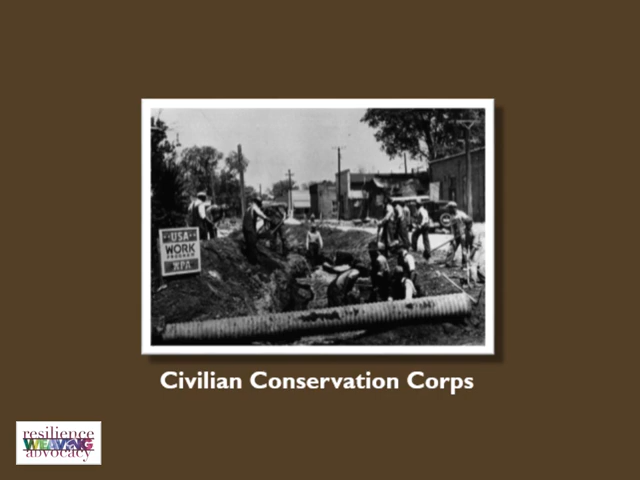 USA
WORK
PROGRAM
WPA
Civilian Conservation Corps
resilience
WEAVING
advocacy